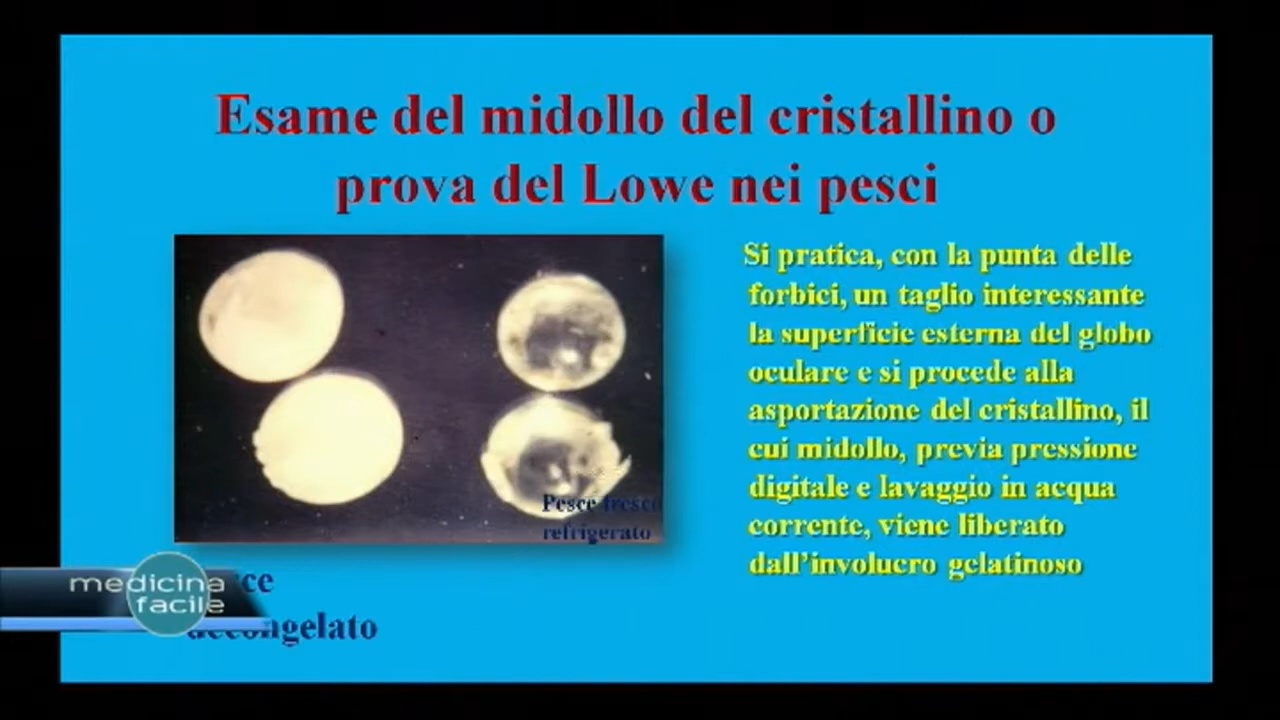 Esame del midollo del cristallino o
prova del Lowe nei pesci
Si pratica, con la punta delle
forbici, un taglio interessante
la superficie esterna del globo
oculare e si procede alla
asportazione del cristallino, il
cui midollo, previa pressione
digitale e lavaggio in acqua
corrente, viene liberato
dall'involucro gelatinoso
Pesce fresco
refrigerato
decongelato
medicina
facile